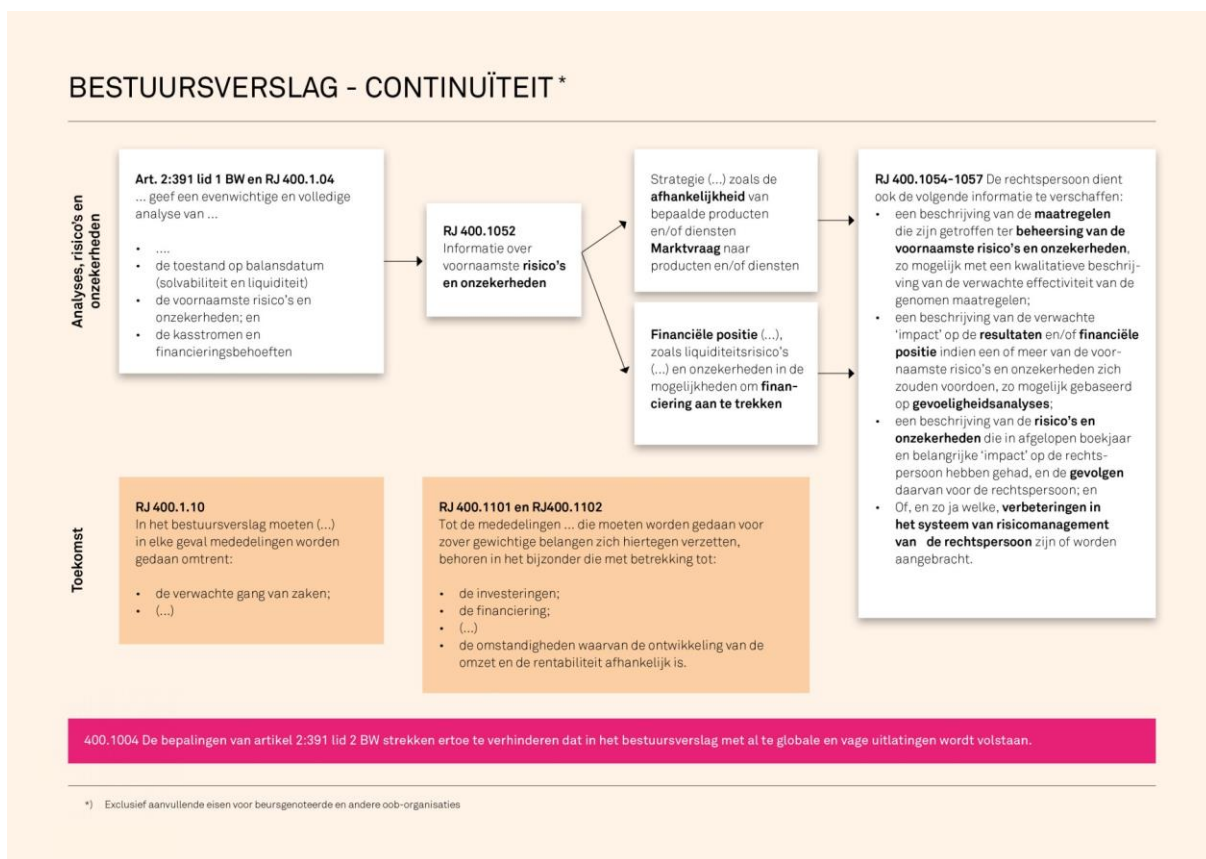 BESTUURSVERSLAG - CONTINUÏTEIT *
Analyses, risico's en
onzekerheden
Art. 2:391 lid 1 BW en RJ 400.1.04
... geef een evenwichtige en volledige
analyse van ...
• ....
• de toestand op balansdatum
(solvabiliteit en liquiditeit)
• de voornaamste risico's en
onzekerheden; en
• de kasstromen en
financieringsbehoeften
RJ 400.1052
Informatie over
voornaamste risico's
en onzekerheden
Strategie (...) zoals de
afhankelijkheid van
bepaalde producten
en/of diensten
Marktvraag naar
producten en/of diensten
Financiële positie (...),
zoals liquiditeitsrisico's
(...) en onzekerheden in de
mogelijkheden om finan-
ciering aan te trekken
RJ 400.1054-1057 De rechtspersoon dient
ook de volgende informatie te verschaffen:
• een beschrijving van de maatregelen
die zijn getroffen ter beheersing van de
voornaamste risico's en onzekerheden,
zo mogelijk met een kwalitatieve beschrij-
ving van de verwachte effectiviteit van de
genomen maatregelen;
• een beschrijving van de verwachte
'impact' op de resultaten en/of financiële
positie indien een of meer van de voor-
naamste risico's en onzekerheden zich
zouden voordoen, zo mogelijk gebaseerd
op gevoeligheidsanalyses;
• een beschrijving van de risico's en
onzekerheden die in afgelopen boekjaar
en belangrijke 'impact' op de rechts-
persoon hebben gehad, en de gevolgen
daarvan voor de rechtspersoon; en
• Of, en zo ja welke, verbeteringen in
het systeem van risicomanagement
van de rechtspersoon zijn of worden
aangebracht.
Toekomst
RJ 400.1.10
In het bestuursverslag moeten (...)
in elke geval mededelingen worden
gedaan omtrent:
• de verwachte gang van zaken;
• (...)
RJ 400.1101 en RJ400.1102
Tot de mededelingen ... die moeten worden gedaan voor
zover gewichtige belangen zich hiertegen verzetten,
behoren in het bijzonder die met betrekking tot:
• de investeringen;
• de financiering;
• (...)
• de omstandigheden waarvan de ontwikkeling van de
omzet en de rentabiliteit afhankelijk is.
400.1004 De bepalingen van artikel 2:391 lid 2 BW strekken ertoe te verhinderen dat in het bestuursverslag met al te globale en vage uitlatingen wordt volstaan.
*) Exclusief aanvullende eisen voor beursgenoteerde en andere oob-organisaties